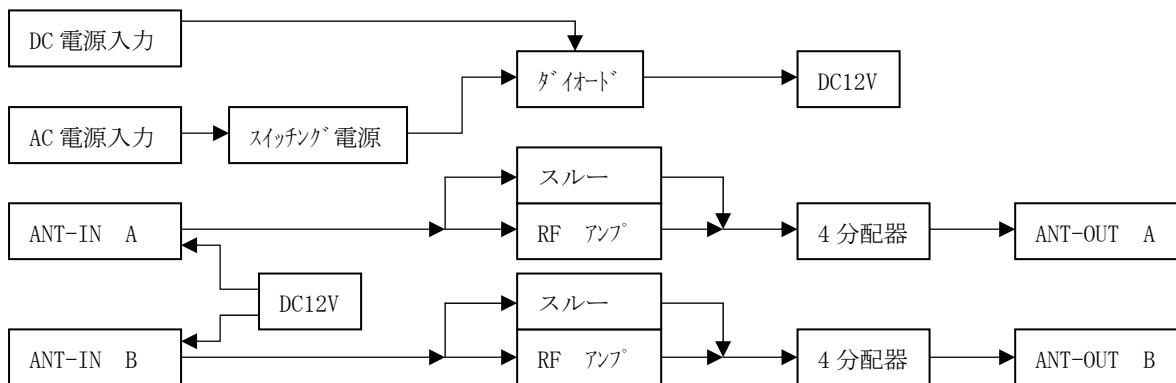 DC 電源入力
ﾀﾞｲｵｰﾄﾞ
DC12V
AC 電源入力
ｽｲｯﾁﾝｸﾞ電源
スルー
ANT-IN A
RF ｱﾝﾌﾟ
4 分配器
ANT-OUT A
DC12V
スルー
ANT-IN B
RF ｱﾝﾌﾟ
4 分配器
ANT-OUT B